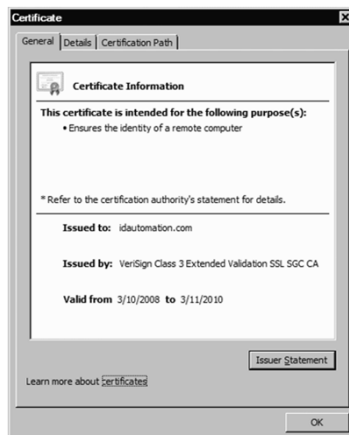 Certificate
General Details Certification Path
Certificate Information
This certificate is intended for the following purpose(s):
• Ensures the identity of a remote computer
* Refer to the certification authority's statement for details.
Issued to: idautomation.com
Issued by: VeriSign Class 3 Extended Validation SSL SGC CA
Valid from 3/10/2008 to 3/11/2010
Issuer Statement
Learn more about certificates
OK